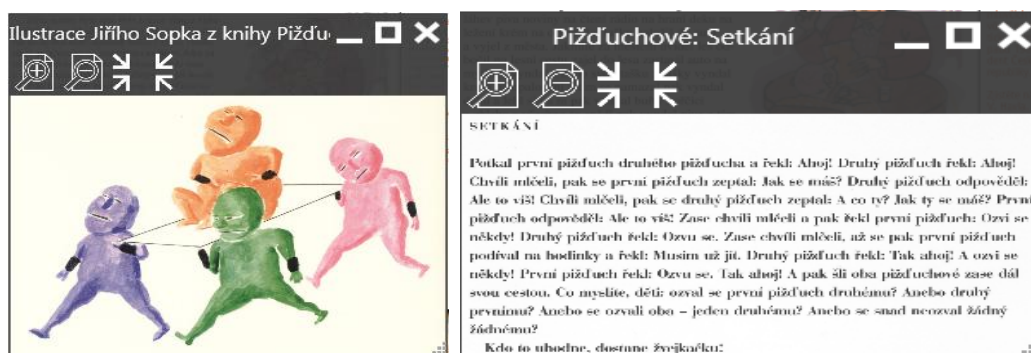 Ilustrace Jiřího Sopka z knihy Pižďu
Pižďuchové: Setkání
SETKÁNÍ
Potkal první pižďuch druhého pižďucha a řekl: Ahoj! Druhý pižďuch řekl: Ahoj!
Chvíli mlčeli, pak se první pižďuch zeptal: Jak se máš? Druhý pižďuch odpověděl:
Ale to víš! Chvíli mlčeli, pak se druhý pižďuch zeptal: A co ty? Jak ty se máš? První
pižďuch odpověděl: Ale to víš! Zase chvíli mlčeli a pak řekl první pižďuch: Ozvi se
někdy! Druhý pižďuch řekl: Ozvu se. Zase chvíli mlčeli, až se pak první pižďuch
podíval na hodinky a řekl: Musím už jít. Druhý pižďuch řekl: Tak ahoj! A ozvi se
někdy! První pižďuch řekl: Ozvu se. Tak ahoj! A pak šli oba pižďuchové zase dál
svou cestou. Co myslíte, děti: ozval se první pižďuch druhému? Anebo druhý
prvnímu? Anebo se ozvali oba – jeden druhému? Anebo se snad neozval žádný
žádnému?
Kdo to uhodne, dostane žvejkačku!